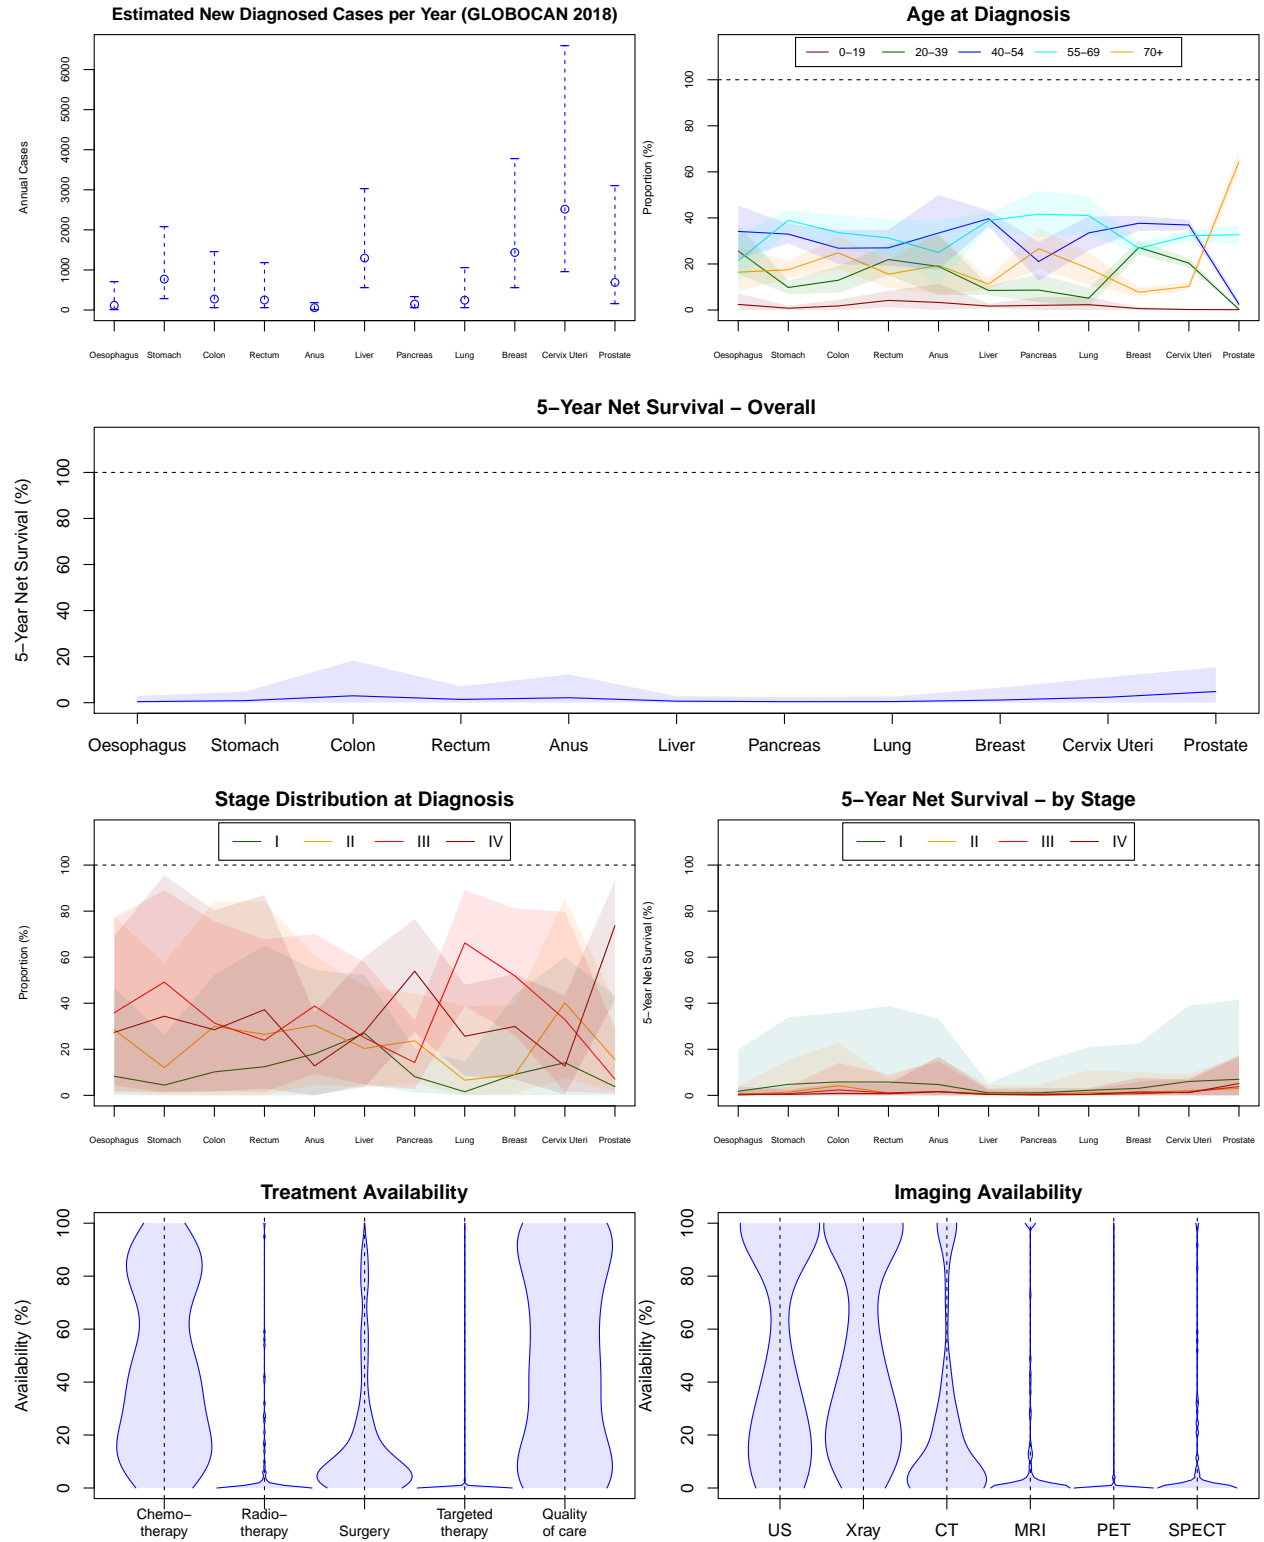 Estimated New Diagnosed Cases per Year (GLOBOCAN 2018)
Annual Cases
0 1000 2000 3000 4000 5000 6000
Oesophagus Stomach Colon Rectum Anus Liver Pancreas Lung Breast Cervix Uteri Prostate
Age at Diagnosis
0–19 20–39 40–54 55–69 70+
Proportion (%)
0 20 40 60 80 100
Oesophagus Stomach Colon Rectum Anus Liver Pancreas Lung Breast Cervix Uteri Prostate
5–Year Net Survival – Overall
5–Year Net Survival (%)
0 20 40 60 80 100
Oesophagus Stomach Colon Rectum Anus Liver Pancreas Lung Breast Cervix Uteri Prostate
Stage Distribution at Diagnosis
I II III IV
Proportion (%)
0 20 40 60 80 100
Oesophagus Stomach Colon Rectum Anus Liver Pancreas Lung Breast Cervix Uteri Prostate
5–Year Net Survival – by Stage
I II III IV
5–Year Net Survival (%)
0 20 40 60 80 100
Oesophagus Stomach Colon Rectum Anus Liver Pancreas Lung Breast Cervix Uteri Prostate
Treatment Availability
Availability (%)
0 20 40 60 80 100
Chemo–
therapy
Radio–
therapy
Surgery
Targeted
therapy
Quality
of care
Imaging Availability
Availability (%)
0 20 40 60 80 100
US Xray CT MRI PET SPECT